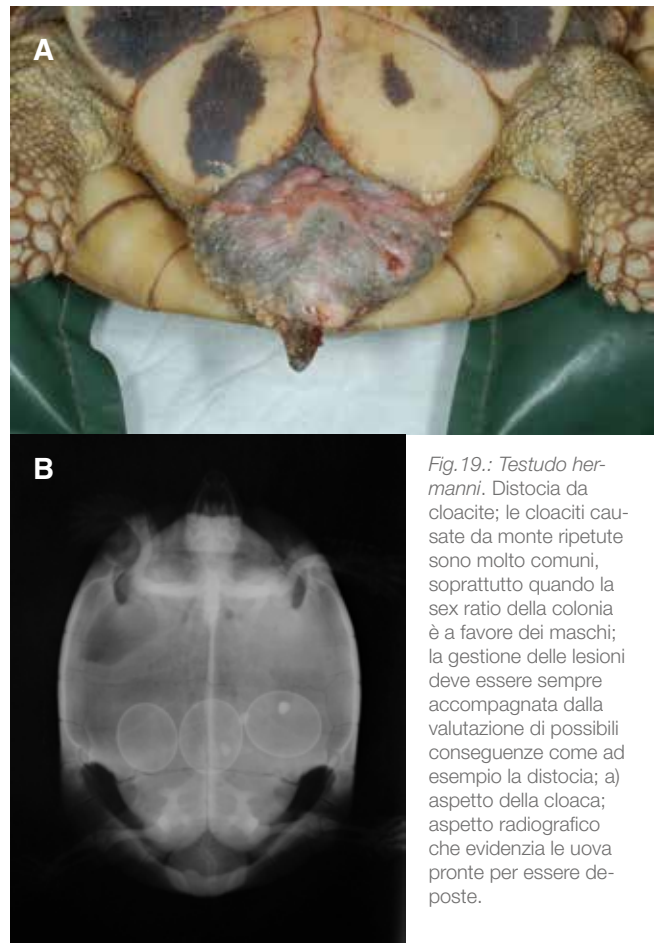 A
B
Fig.19.: Testudo her-
manni. Distocia da
cloacite; le cloaciti cau-
sate da monte ripetute
sono molto comuni,
soprattutto quando la
sex ratio della colonia
è a favore dei maschi;
la gestione delle lesioni
deve essere sempre
accompagnata dalla
valutazione di possibili
conseguenze come ad
esempio la distocia; a)
aspetto della cloaca;
aspetto radiografico
che evidenzia le uova
pronte per essere de-
poste.